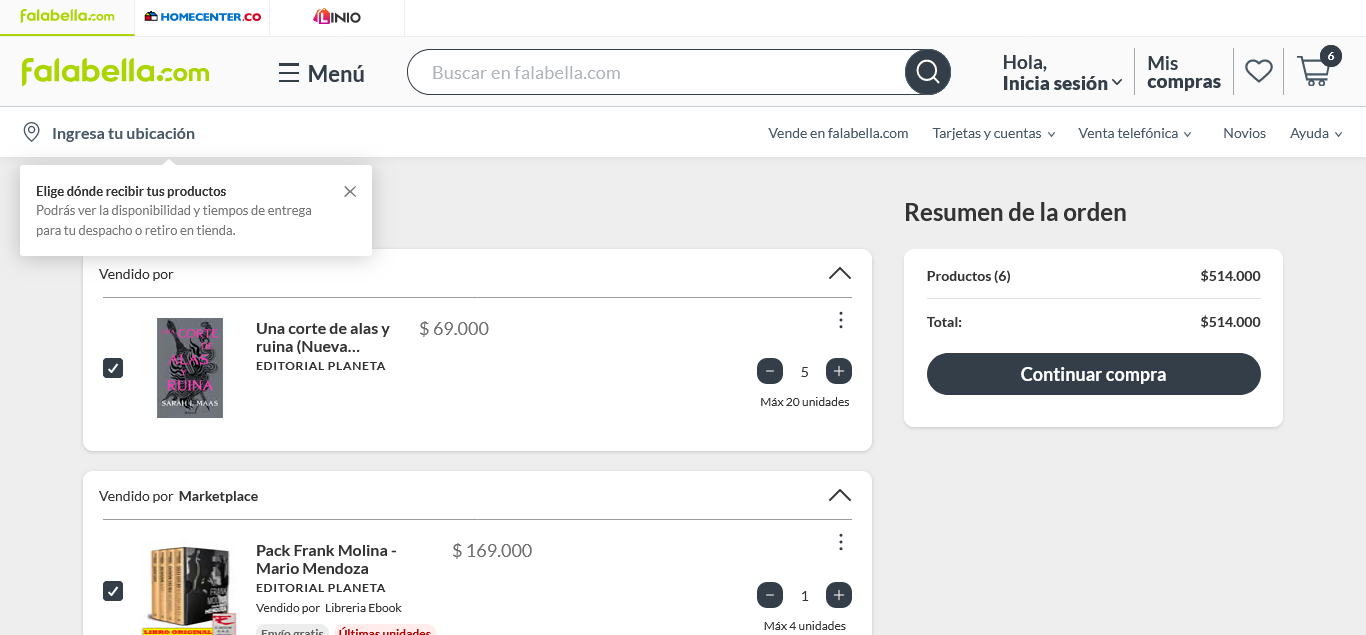 falabella.com
HOMECENTER.CO
LINIO
falabella.com
Menú
Buscar en falabella.com
Hola,
Inicia sesión
Mis
compras
6
Ingresa tu ubicación
Vende en falabella.com
Tarjetas y cuentas
Venta telefónica
Novios
Ayuda
Elige dónde recibir tus productos
Podrás ver la disponibilidad y tiempos de entrega
para tu despacho o retiro en tienda.
Resumen de la orden
Productos (6) $514.000
Total: $514.000
Continuar compra
Vendido por
CORTE
ALAS
RUINA
SARAH J. MAAS
Una corte de alas y
ruina (Nueva...
EDITORIAL PLANETA
$ 69.000
5
Máx 20 unidades
Vendido por Marketplace
LIBRO ORIGINAL
Pack Frank Molina -
Mario Mendoza
EDITORIAL PLANETA
Vendido por Libreria Ebook
Envío gratis
Últimas unidades
$ 169.000
1
Máx 4 unidades